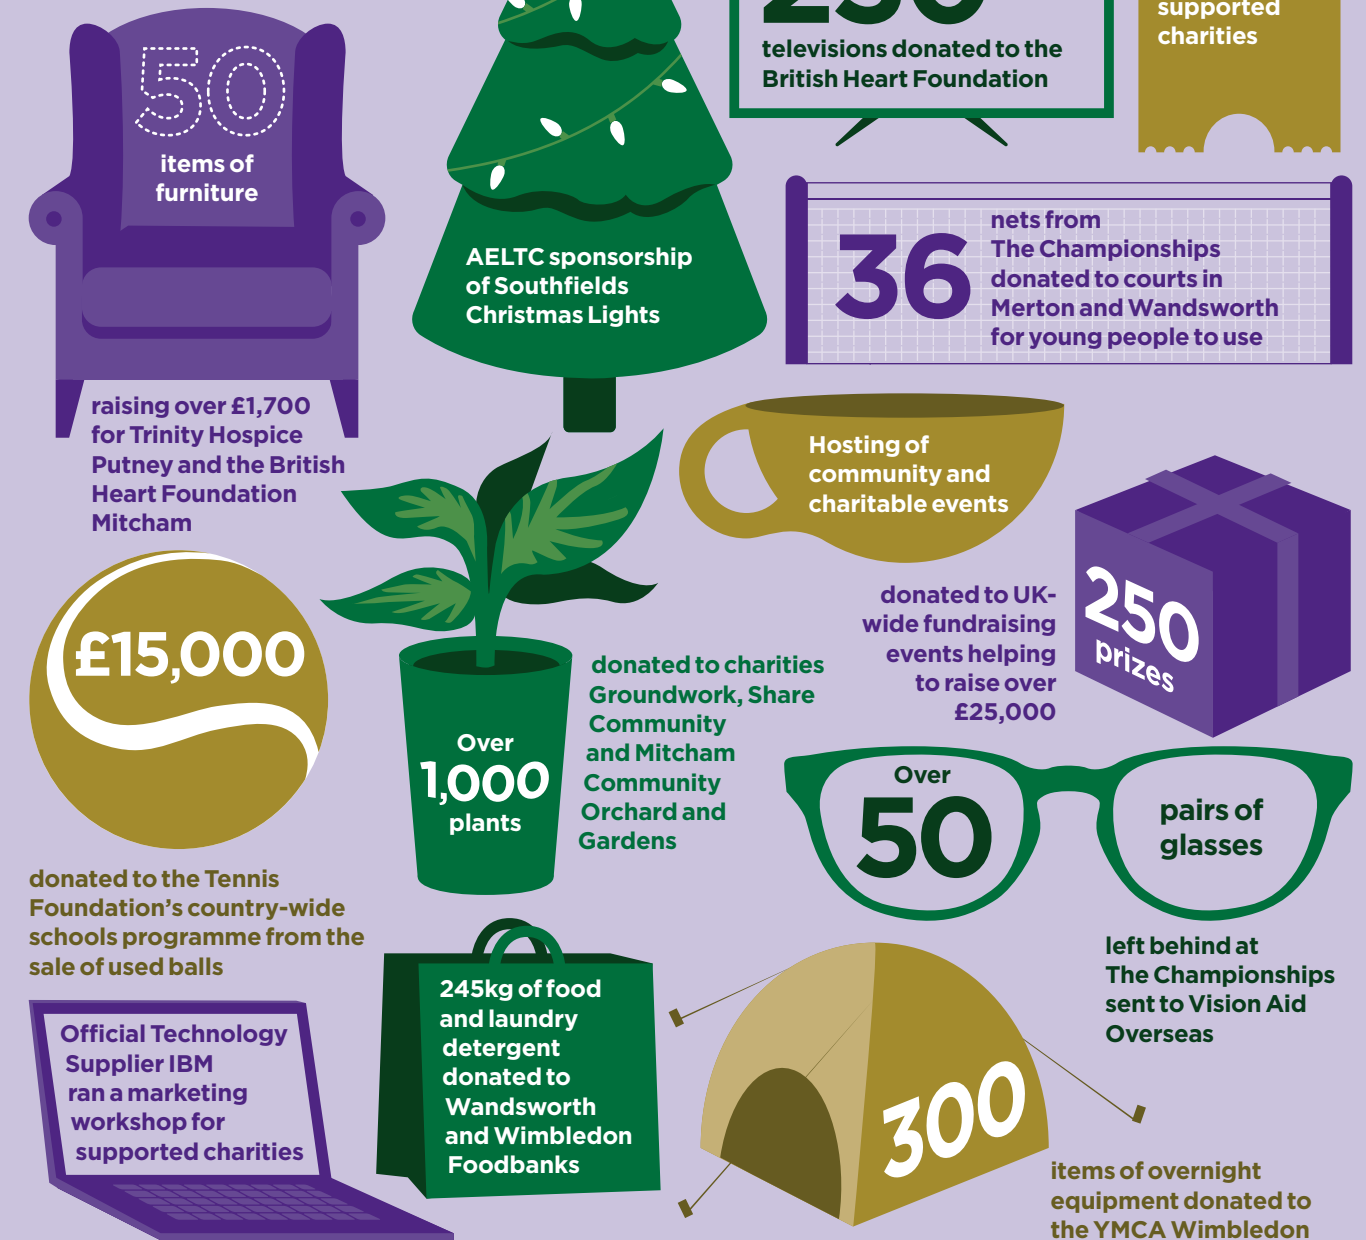 50
items of
furniture
raising over £1,700
for Trinity Hospice
Putney and the British
Heart Foundation
Mitcham
AELTC sponsorship
of Southfields
Christmas Lights
televisions donated to the
British Heart Foundation
supported
charities
36
nets from
The Championships
donated to courts in
Merton and Wandsworth
for young people to use
Hosting of
community and
charitable events
250
prizes
donated to UK-
wide fundraising
events helping
to raise over
£25,000
£15,000
donated to the Tennis
Foundation’s country-wide
schools programme from the
sale of used balls
Over
1,000
plants
donated to charities
Groundwork, Share
Community
and Mitcham
Community
Orchard and
Gardens
Over
50
pairs of
glasses
left behind at
The Championships
sent to Vision Aid
Overseas
Official Technology
Supplier IBM
ran a marketing
workshop for
supported charities
245kg of food
and laundry
detergent
donated to
Wandsworth
and Wimbledon
Foodbanks
300
items of overnight
equipment donated to
the YMCA Wimbledon